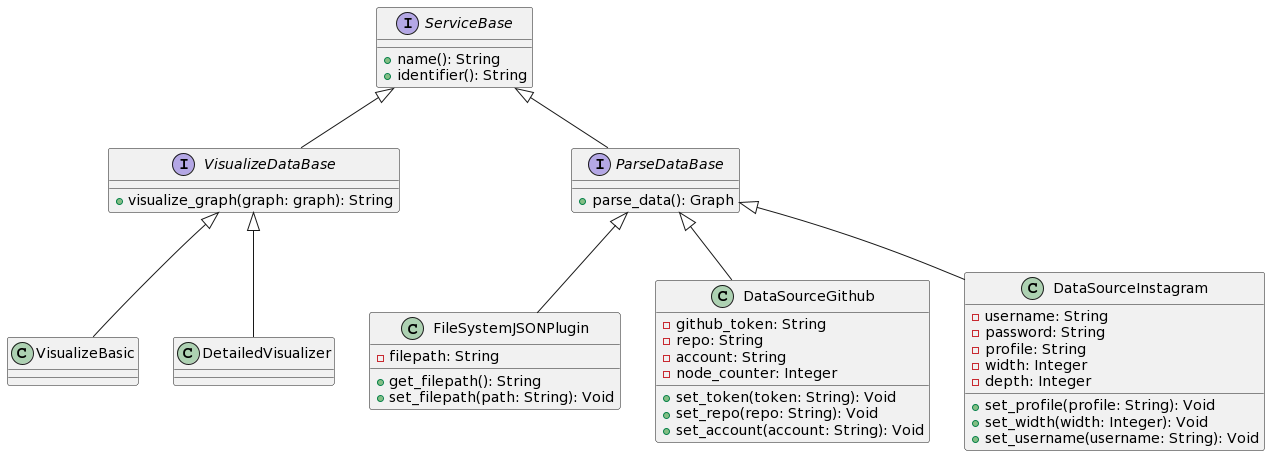 I ServiceBase
name(): String
identifier(): String
I VisualizeDataBase
visualize_graph(graph: graph): String
I ParseDataBase
parse_data(): Graph
C VisualizeBasic
C DetailedVisualizer
C FileSystemJSONPlugin
filepath: String
get_filepath(): String
set_filepath(path: String): Void
C DataSourceGithub
github_token: String
repo: String
account: String
node_counter: Integer
set_token(token: String): Void
set_repo(repo: String): Void
set_account(account: String): Void
C DataSourceInstagram
username: String
password: String
profile: String
width: Integer
depth: Integer
set_profile(profile: String): Void
set_width(width: Integer): Void
set_username(username: String): Void